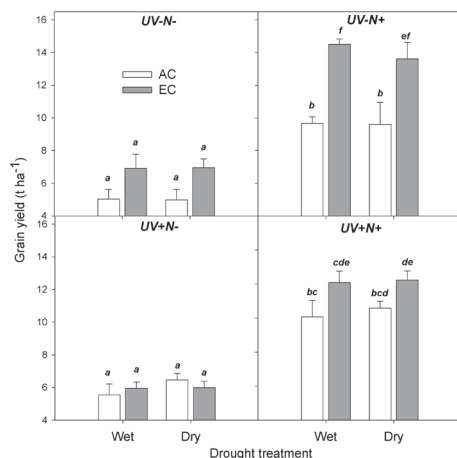 UV-N-
UV-N+
16
14
12
10
8
6
4
AC
EC
a
a
a
a
b
f
b
ef
Grain yield (t ha⁻¹)
UV+N-
UV+N+
16
14
12
10
8
6
4
a
a
a
a
bc
cde
bcd
de
Wet
Dry
Wet
Dry
Drought treatment